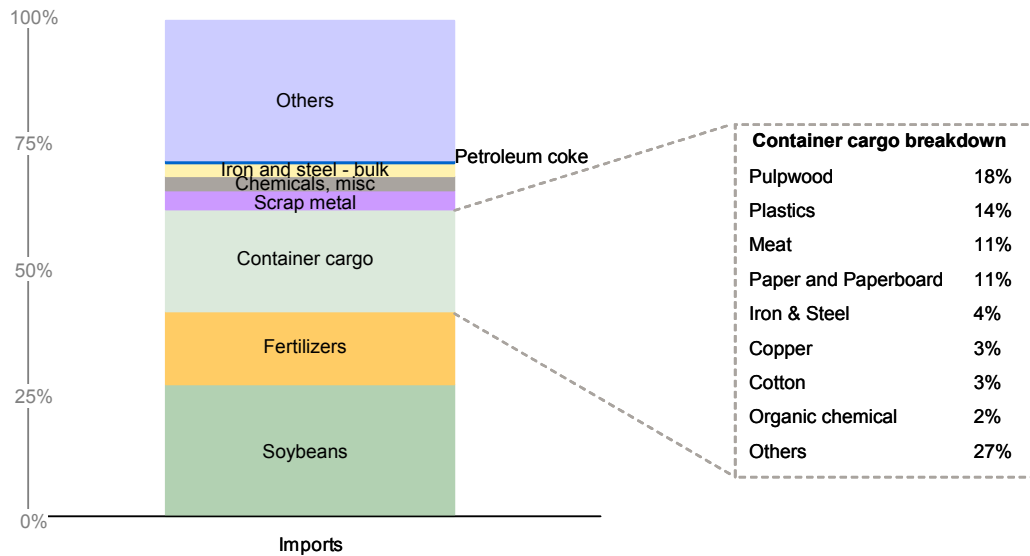 100%
75%
50%
25%
0%
Others
Petroleum coke
Iron and steel - bulk
Chemicals, misc
Scrap metal
Container cargo
Fertilizers
Soybeans
Imports
Container cargo breakdown
Pulpwood 18%
Plastics 14%
Meat 11%
Paper and Paperboard 11%
Iron & Steel 4%
Copper 3%
Cotton 3%
Organic chemical 2%
Others 27%